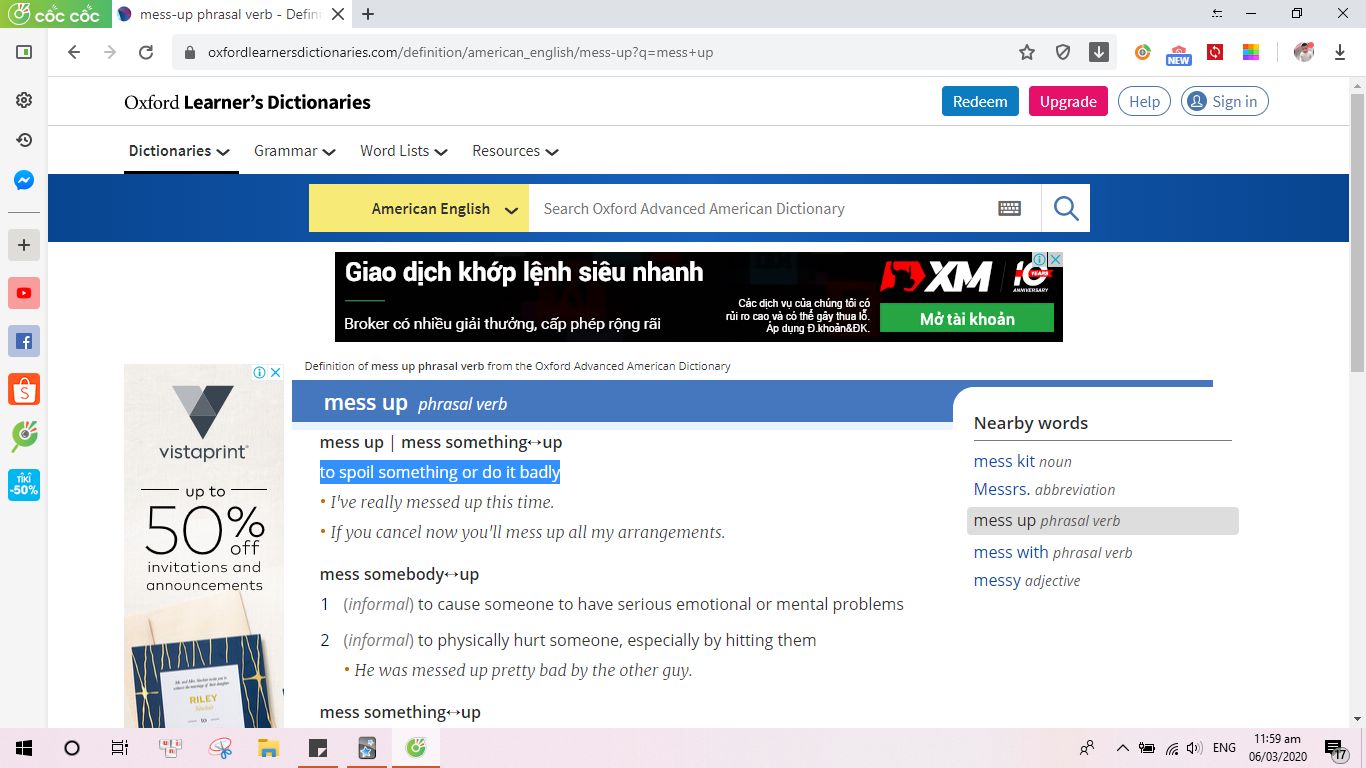 cốc cốc
mess-up phrasal verb - Defini
oxfordlearnersdictionaries.com/definition/american_english/mess-up?q=mess+up
NEW
Oxford Learner's Dictionaries
Redeem
Upgrade
Help
Sign in
Dictionaries
Grammar
Word Lists
Resources
American English
Search Oxford Advanced American Dictionary
Giao dịch khớp lệnh siêu nhanh
Broker có nhiều giải thưởng, cấp phép rộng rãi
Các dịch vụ của chúng tôi có
rủi ro cao và có thể gây thua lỗ.
Áp dụng Đ.khoản&ĐK.
XM
10
YEARS
ANNIVERSARY
Mở tài khoản
Definition of mess up phrasal verb from the Oxford Advanced American Dictionary
mess up phrasal verb
mess up | mess something↔up
to spoil something or do it badly
• I've really messed up this time.
• If you cancel now you'll mess up all my arrangements.
mess somebody↔up
1 (informal) to cause someone to have serious emotional or mental problems
2 (informal) to physically hurt someone, especially by hitting them
• He was messed up pretty bad by the other guy.
mess something↔up
Nearby words
mess kit noun
Messrs. abbreviation
mess up phrasal verb
mess with phrasal verb
messy adjective
vistaprint
up to
50%
off
invitations and
announcements
RILEY
to
TIKI
-50%
ENG
11:59 am
06/03/2020
17